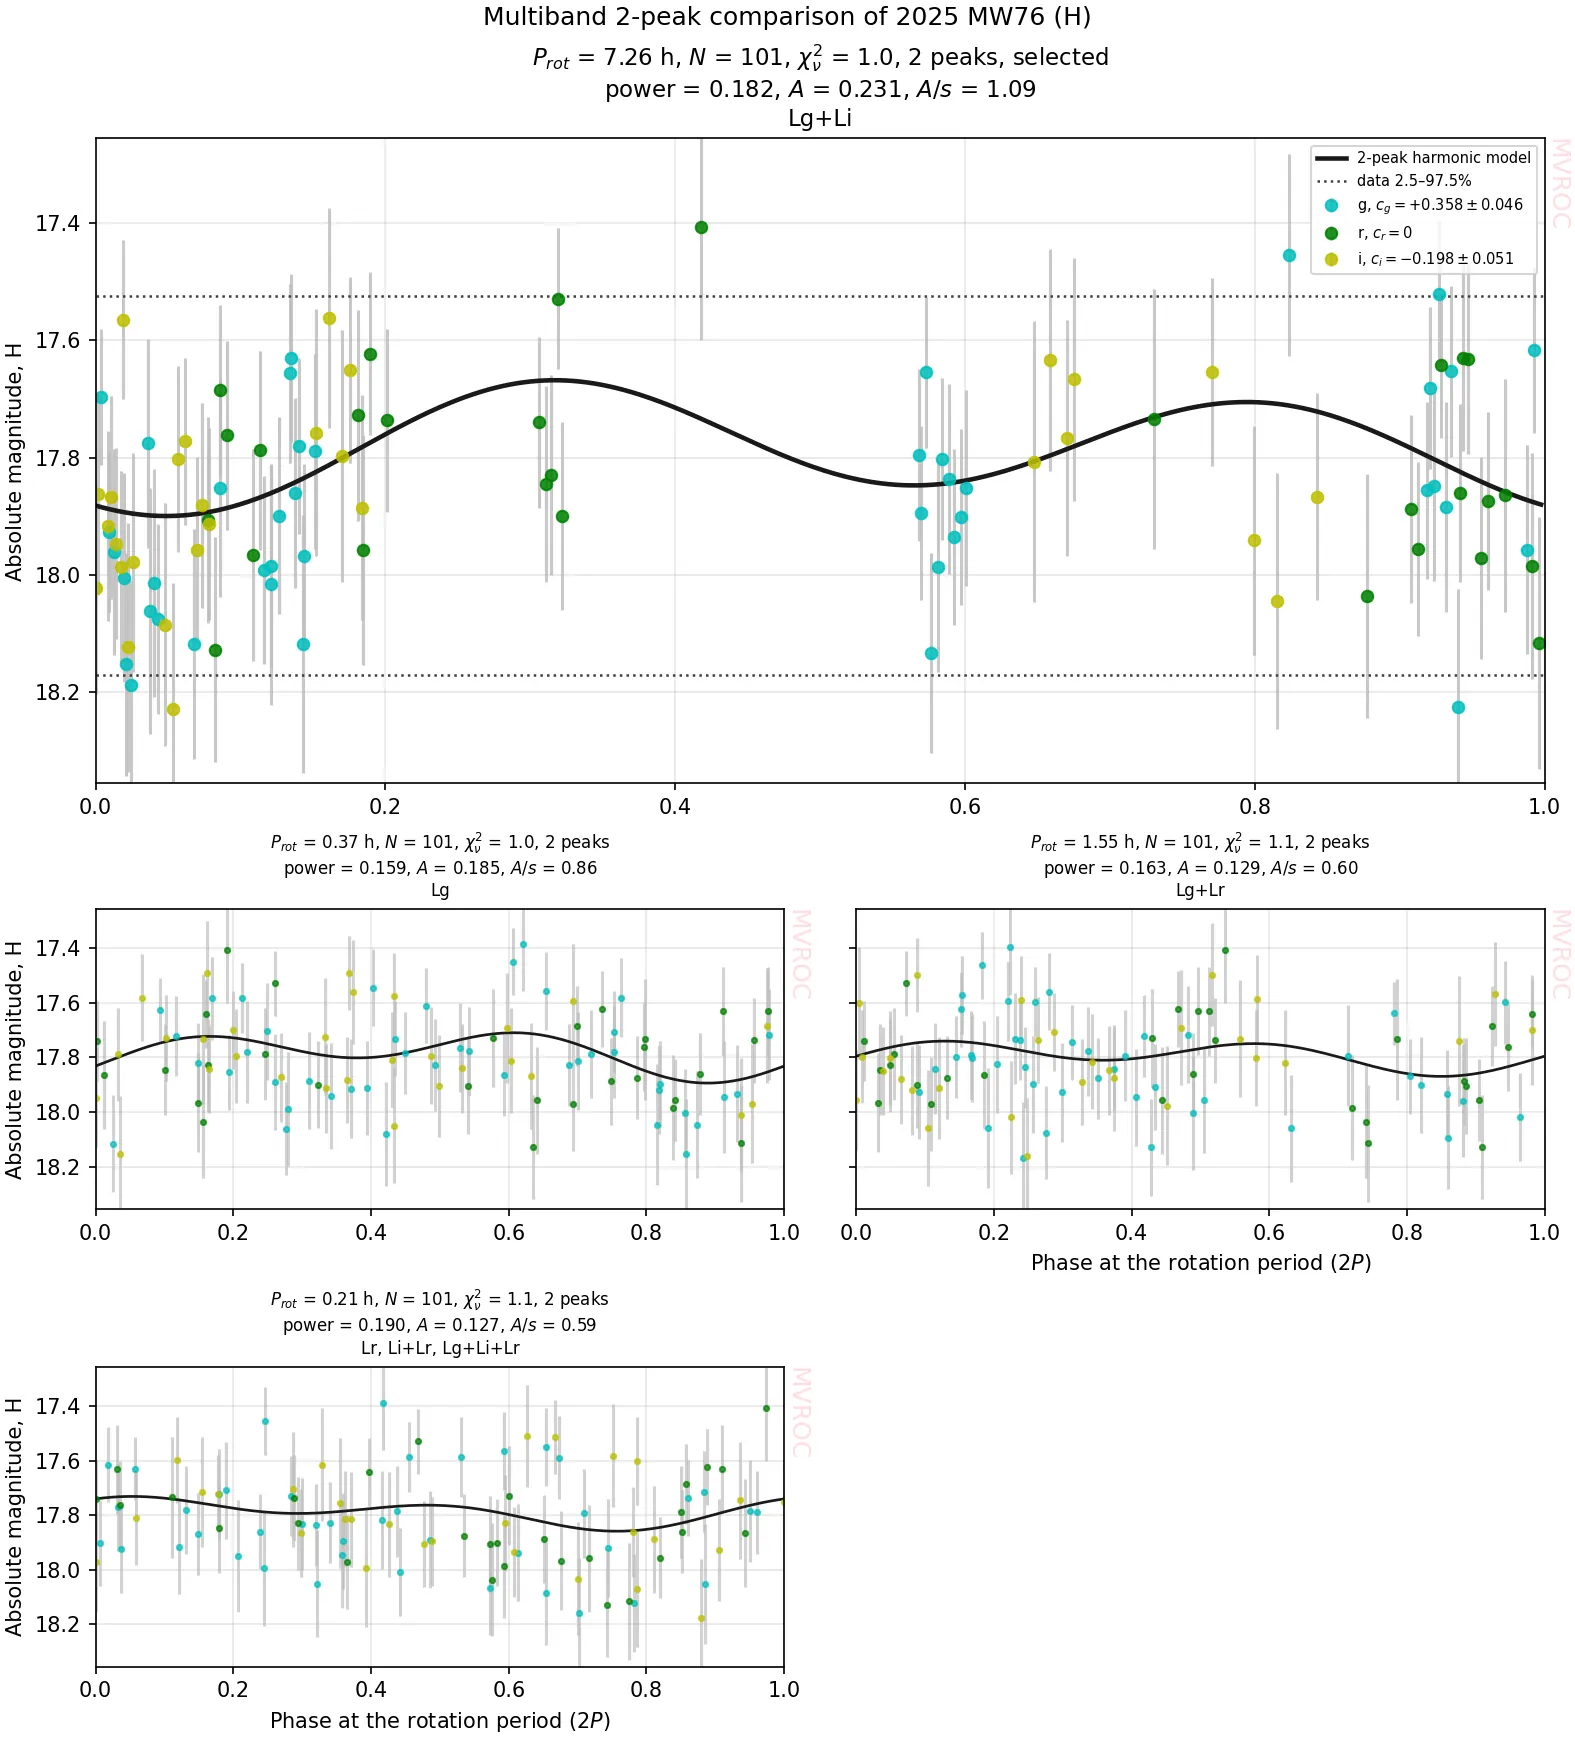 Multiband 2-peak comparison of 2025 MW76 (H)
P_rot = 7.26 h, N = 101, χ²_ν = 1.0, 2 peaks, selected
power = 0.182, A = 0.231, A/s = 1.09
Lg+Li
2-peak harmonic model
data 2.5–97.5%
g, c_g = +0.358 ± 0.046
r, c_r = 0
i, c_i = −0.198 ± 0.051
MVROC
Absolute magnitude, H
17.4
17.6
17.8
18.0
18.2
0.0 0.2 0.4 0.6 0.8 1.0
P_rot = 0.37 h, N = 101, χ²_ν = 1.0, 2 peaks
power = 0.159, A = 0.185, A/s = 0.86
Lg
MVROC
Absolute magnitude, H
17.4
17.6
17.8
18.0
18.2
0.0 0.2 0.4 0.6 0.8 1.0
P_rot = 1.55 h, N = 101, χ²_ν = 1.1, 2 peaks
power = 0.163, A = 0.129, A/s = 0.60
Lg+Lr
MVROC
0.0 0.2 0.4 0.6 0.8 1.0
Phase at the rotation period (2P)
P_rot = 0.21 h, N = 101, χ²_ν = 1.1, 2 peaks
power = 0.190, A = 0.127, A/s = 0.59
Lr, Li+Lr, Lg+Li+Lr
MVROC
Absolute magnitude, H
17.4
17.6
17.8
18.0
18.2
0.0 0.2 0.4 0.6 0.8 1.0
Phase at the rotation period (2P)